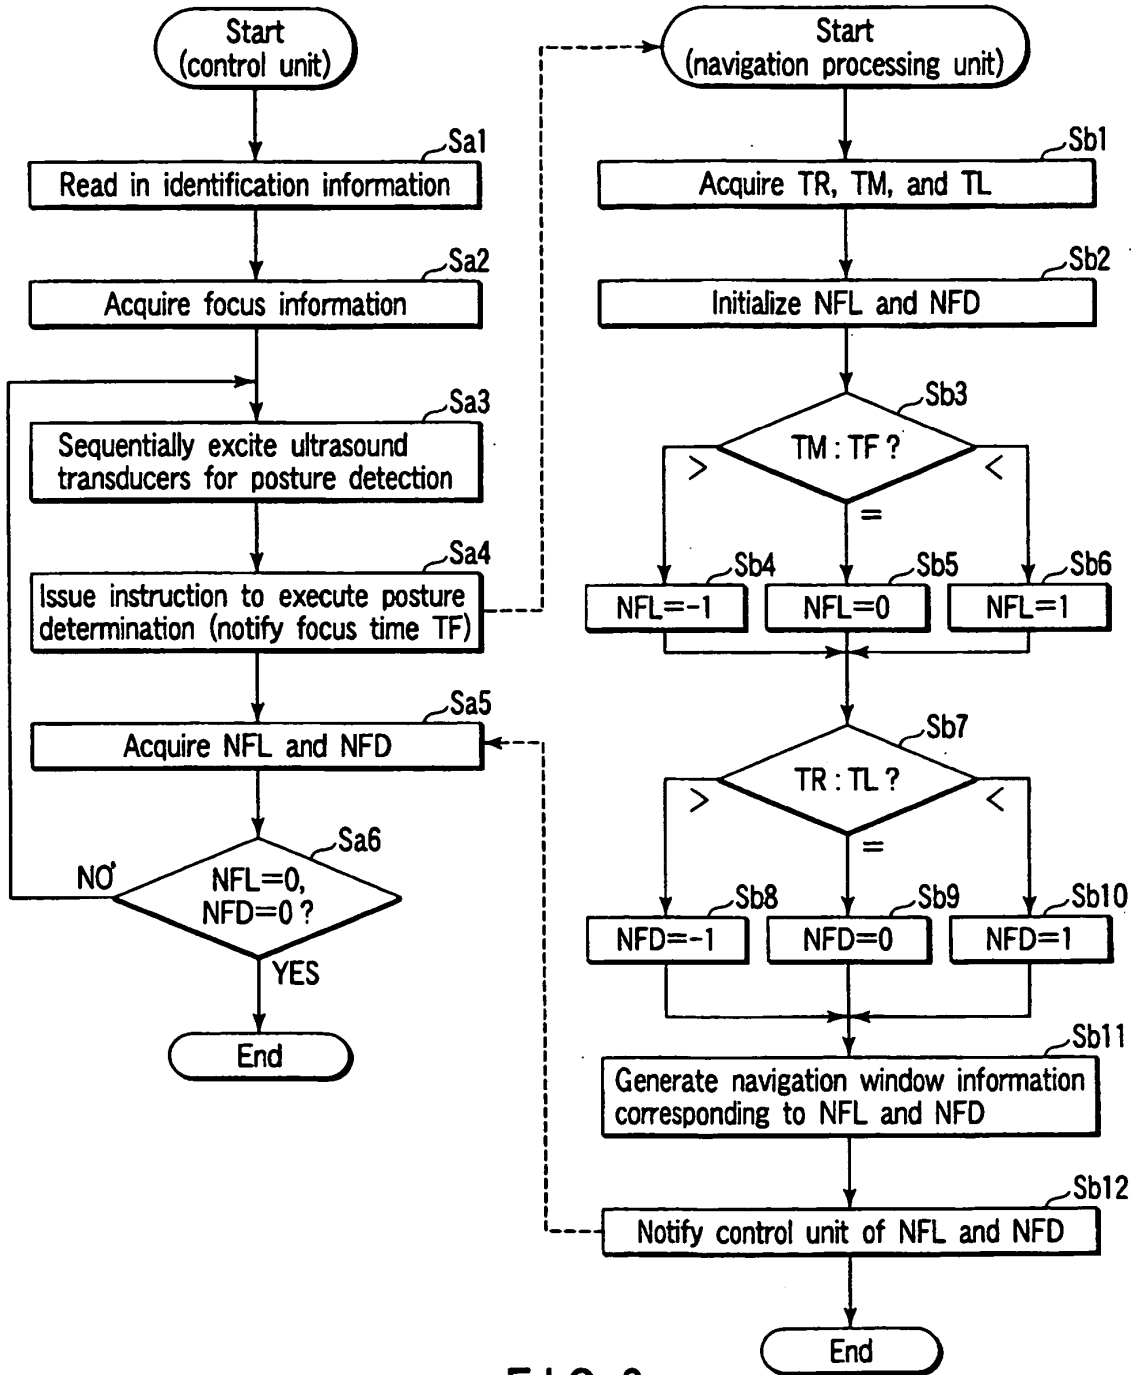 Start
(control unit)
Sa1
Read in identification information
Sa2
Acquire focus information
Sa3
Sequentially excite ultrasound
transducers for posture detection
Sa4
Issue instruction to execute posture
determination (notify focus time TF)
Sa5
Acquire NFL and NFD
Sa6
NFL=0,
NFD=0 ?
NO
YES
End
Start
(navigation processing unit)
Sb1
Acquire TR, TM, and TL
Sb2
Initialize NFL and NFD
Sb3
TM : TF ?
>
=
<
Sb4
NFL=-1
Sb5
NFL=0
Sb6
NFL=1
Sb7
TR : TL ?
>
=
<
Sb8
NFD=-1
Sb9
NFD=0
Sb10
NFD=1
Sb11
Generate navigation window information
corresponding to NFL and NFD
Sb12
Notify control unit of NFL and NFD
End